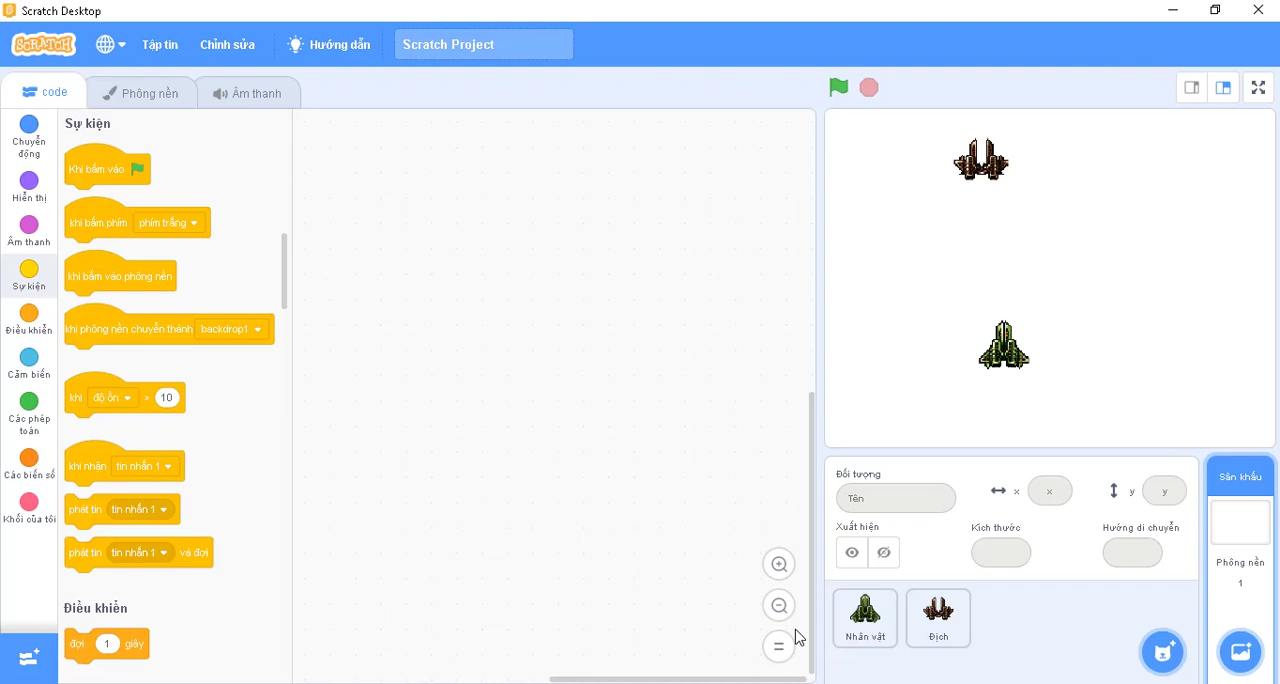 Scratch Desktop
SCRATCH
Tập tin
Chỉnh sửa
Hướng dẫn
Scratch Project
code
Phông nền
Âm thanh
Chuyển động
Hiển thị
Âm thanh
Sự kiện
Điều khiển
Cảm biến
Các phép toán
Các biến số
Khối của tôi
Sự kiện
Khi bấm vào
khi bấm phím phím trắng
khi bấm vào phông nền
khi phông nền chuyển thành backdrop1
khi độ ồn > 10
khi nhận tin nhắn 1
phát tin tin nhắn 1
phát tin tin nhắn 1 và đợi
Điều khiển
đợi 1 giây
Đối tượng
Tên
x x
y y
Xuất hiện
Kích thước
Hướng di chuyển
Nhân vật
Địch
Sân khấu
Phông nền
1